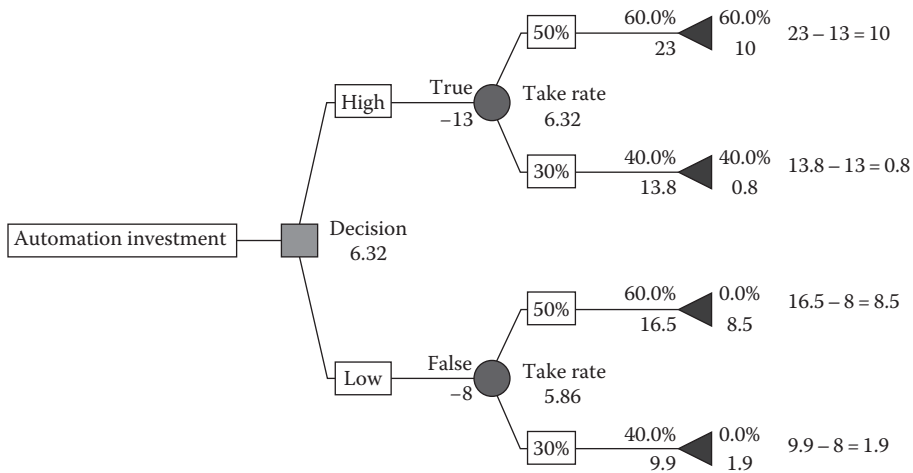 50%
60.0%
23
60.0%
10
23 – 13 = 10
High
True
–13
Take rate
6.32
30%
40.0%
13.8
40.0%
0.8
13.8 – 13 = 0.8
Automation investment
Decision
6.32
50%
60.0%
16.5
0.0%
8.5
16.5 – 8 = 8.5
Low
False
–8
Take rate
5.86
30%
40.0%
9.9
0.0%
1.9
9.9 – 8 = 1.9